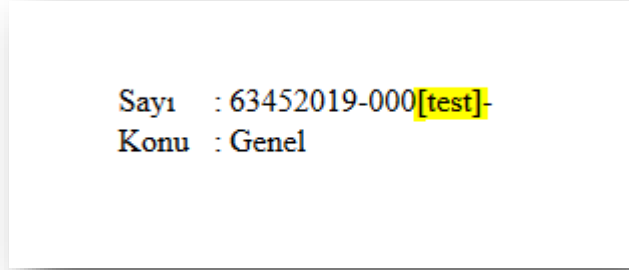 Sayı : 63452019-000[test]-
Konu : Genel